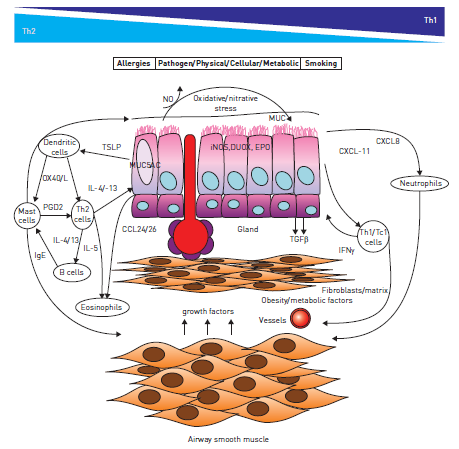 Th1
Th2
Allergies
Pathogen/Physical/Cellular/Metabolic
Smoking
NO
Oxidative/nitrative
stress
MUC
CXCL8
CXCL-11
Dendritic
cells
TSLP
iNOS,DUOX, EPO
MUC5AC
OX40/L
IL-4/-13
Neutrophils
Mast
cells
PGD2
Th2
cells
CCL24/26
Gland
TGFβ
Th1/Tc1
cells
IFNγ
IgE
IL-4/13
IL-5
B cells
Fibroblasts/matrix
Obesity/metabolic factors
Eosinophils
growth factors
Vessels
Airway smooth muscle